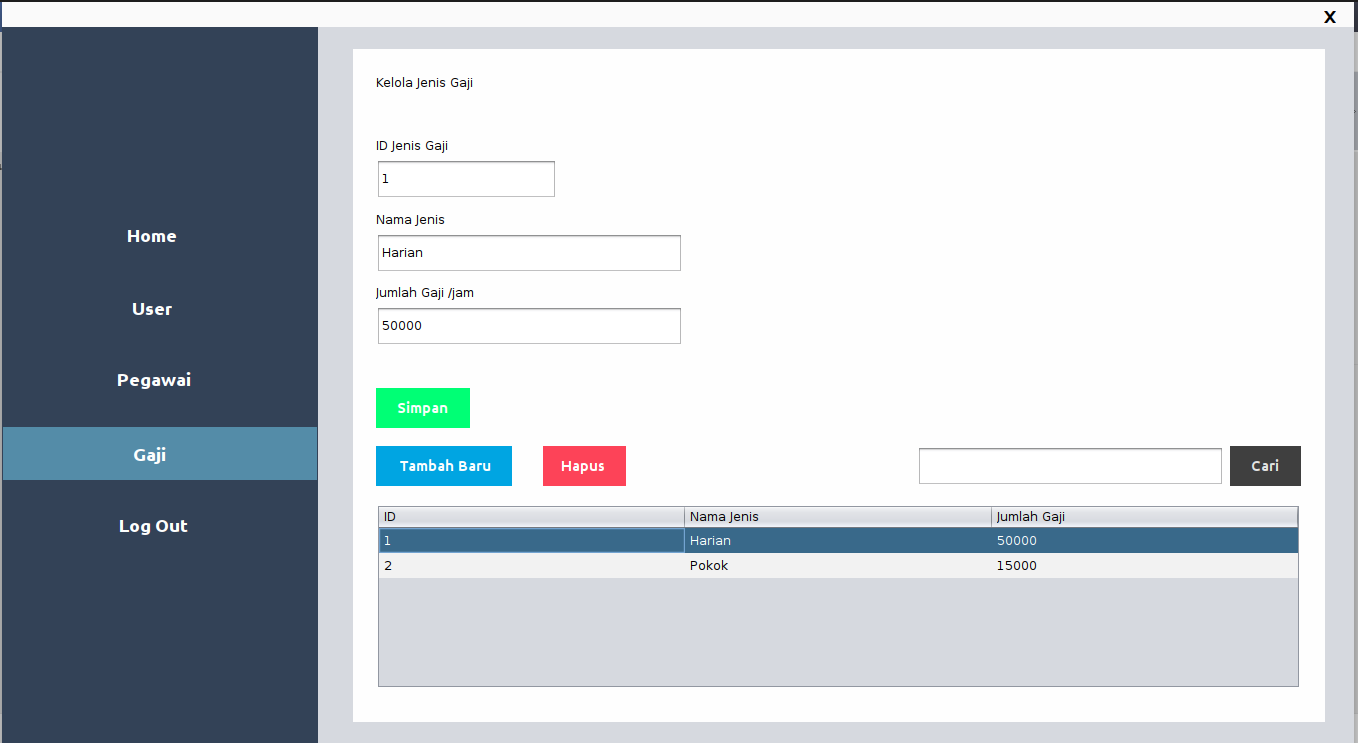 X
Home
User
Pegawai
Gaji
Log Out
Kelola Jenis Gaji
ID Jenis Gaji
1
Nama Jenis
Harian
Jumlah Gaji /jam
50000
Simpan
Tambah Baru Hapus Cari
ID Nama Jenis Jumlah Gaji
1 Harian 50000
2 Pokok 15000